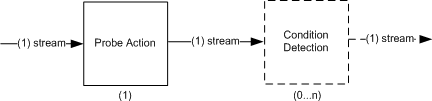 (1) stream
Probe Action
(1) stream
Condition
Detection
(1) stream
(1)
(0...n)